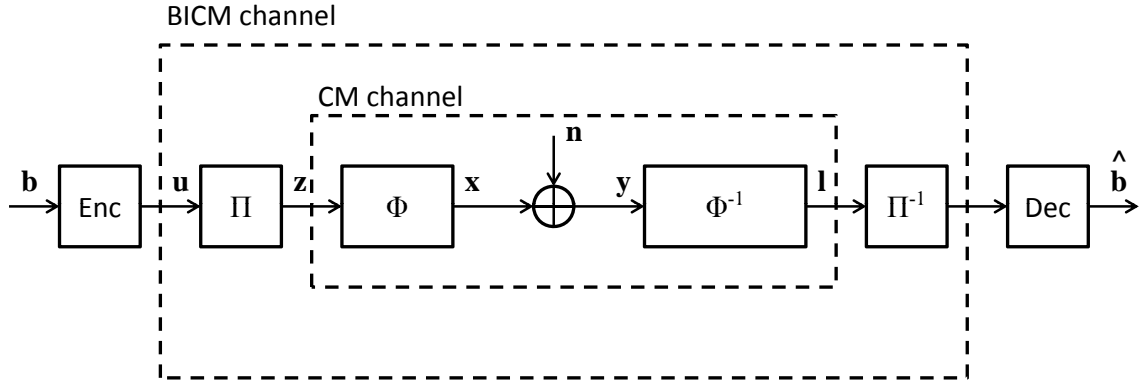 BICM channel
CM channel
n
b
Enc
u
Π
z
Φ
x
y
Φ-1
l
Π-1
Dec
b̂